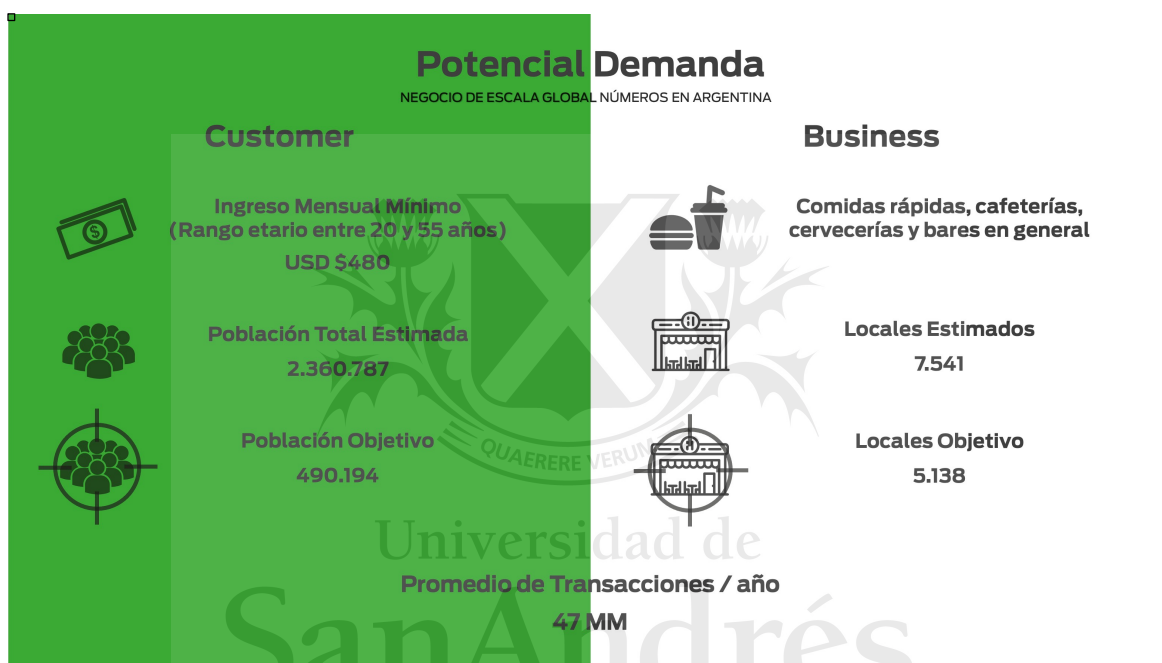 Potencial Demanda
NEGOCIO DE ESCALA GLOBAL NÚMEROS EN ARGENTINA
Customer
Ingreso Mensual Mínimo
(Rango etario entre 20 y 55 años)
USD $480
Población Total Estimada
2.360.787
Población Objetivo
490.194
Business
Comidas rápidas, cafeterías,
cervecerías y bares en general
Locales Estimados
7.541
Locales Objetivo
5.138
QUAERERE VERUM
Universidad de
SanAndrés
Promedio de Transacciones / año
47 MM